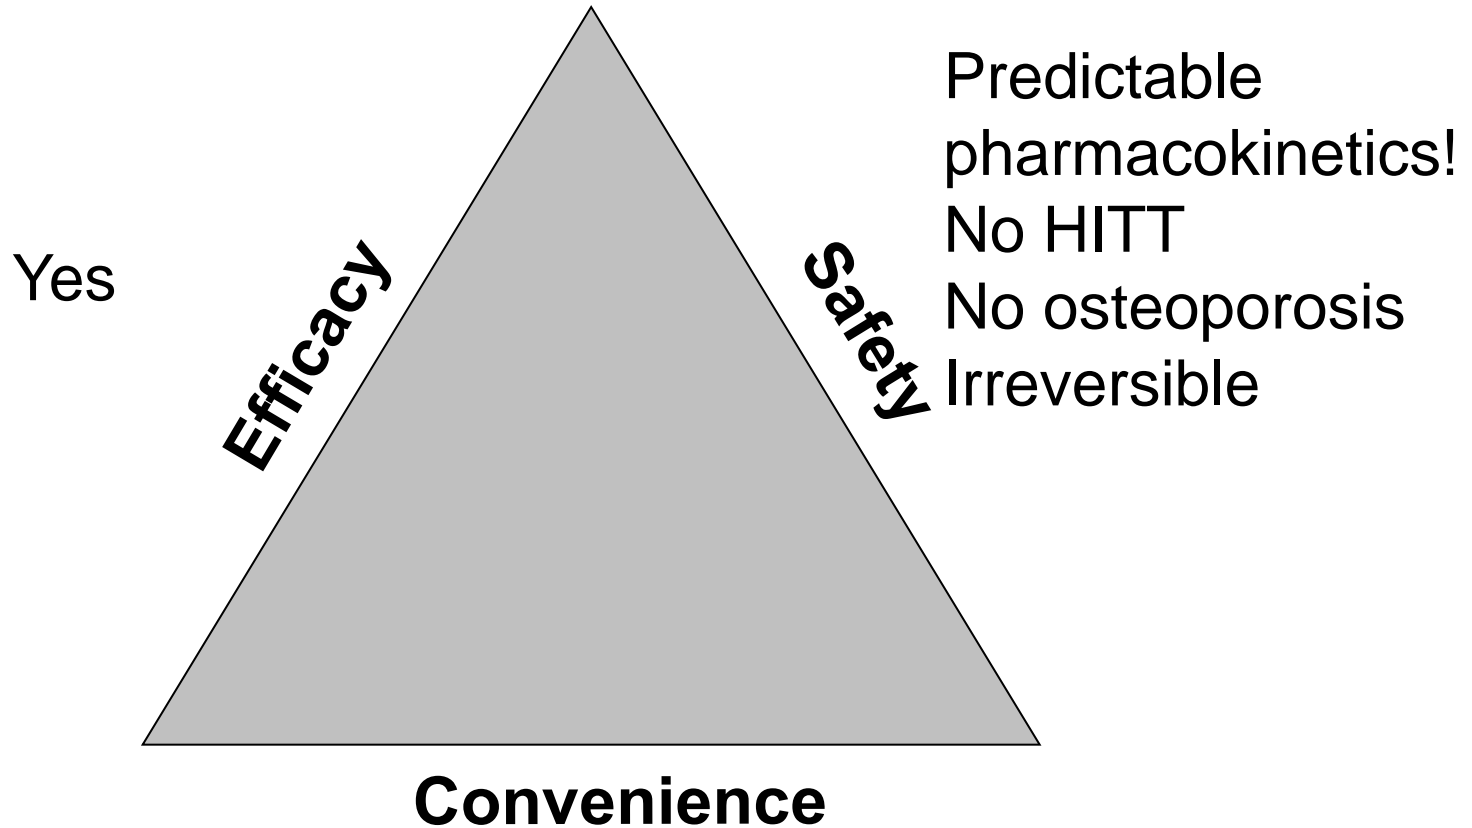 Yes
Efficacy
Safety
Predictable
pharmacokinetics!
No HITT
No osteoporosis
Irreversible
Convenience